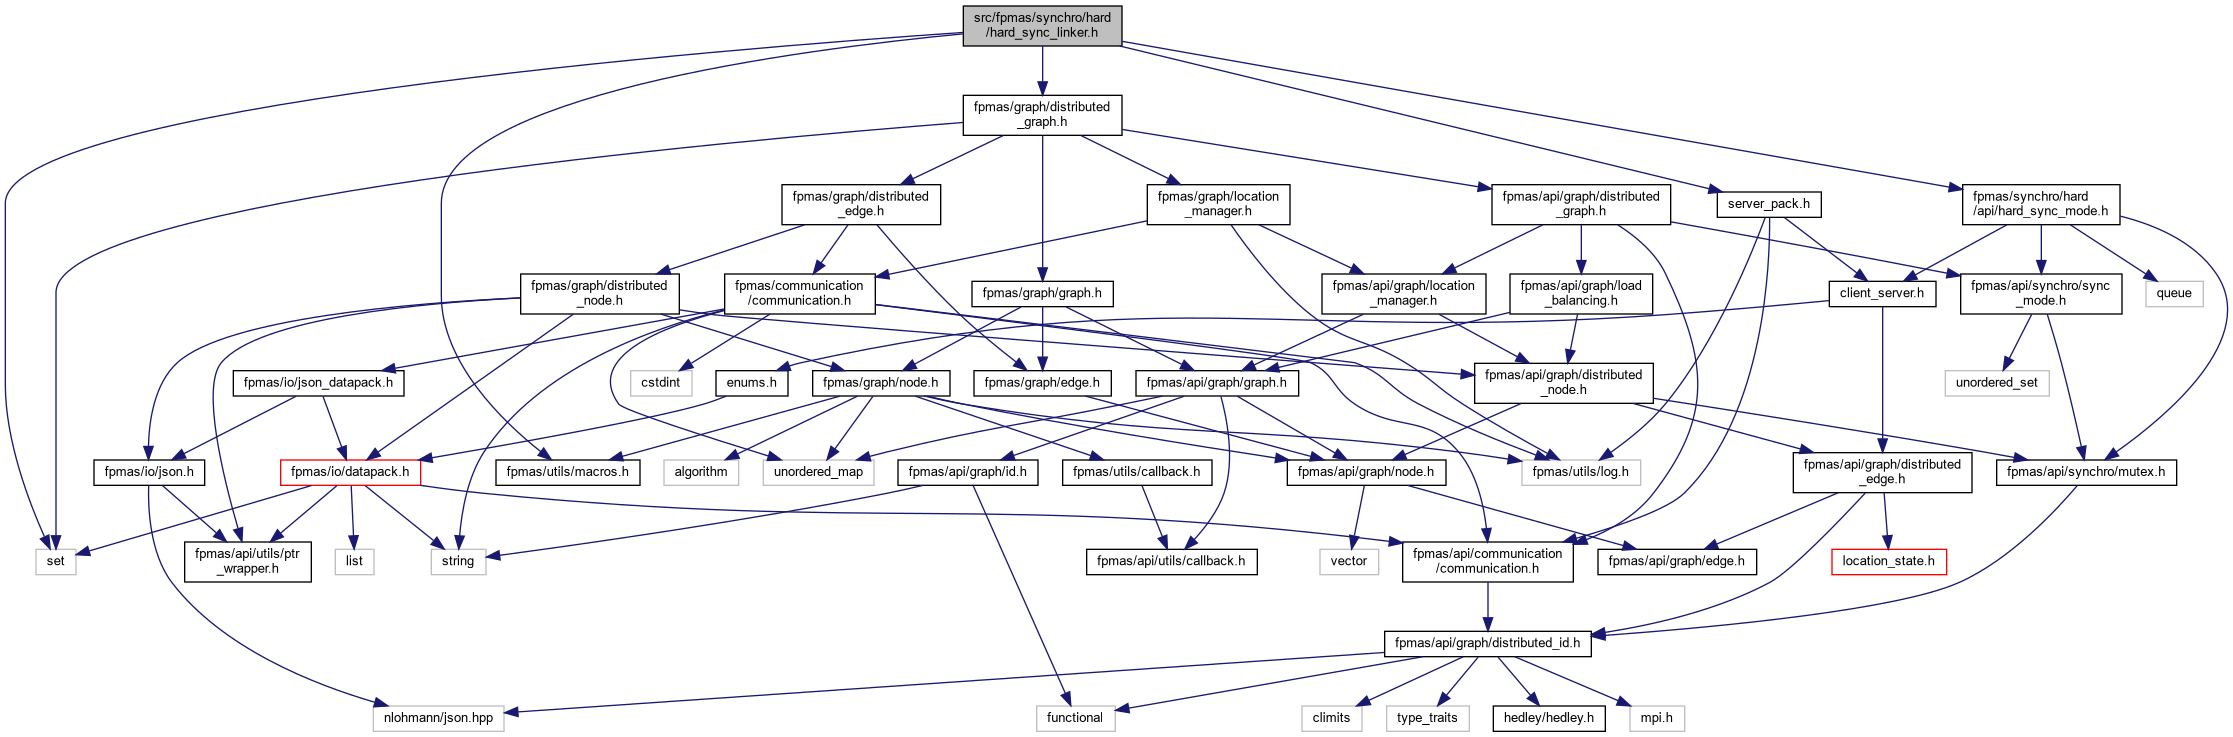 src/fpmas/synchro/hard
/hard_sync_linker.h
fpmas/graph/distributed
_graph.h
fpmas/graph/distributed
_edge.h
fpmas/graph/location
_manager.h
fpmas/api/graph/distributed
_graph.h
server_pack.h
fpmas/synchro/hard
/api/hard_sync_mode.h
fpmas/graph/distributed
_node.h
fpmas/communication
/communication.h
fpmas/graph/graph.h
fpmas/api/graph/location
_manager.h
fpmas/api/graph/load
_balancing.h
client_server.h
fpmas/api/synchro/sync
_mode.h
queue
fpmas/io/json_datapack.h
cstdint
enums.h
fpmas/graph/node.h
fpmas/graph/edge.h
fpmas/api/graph/graph.h
fpmas/api/graph/distributed
_node.h
unordered_set
fpmas/io/json.h
fpmas/io/datapack.h
fpmas/utils/macros.h
algorithm
unordered_map
fpmas/api/graph/id.h
fpmas/utils/callback.h
fpmas/api/graph/node.h
fpmas/utils/log.h
fpmas/api/graph/distributed
_edge.h
fpmas/api/synchro/mutex.h
set
fpmas/api/utils/ptr
_wrapper.h
list
string
fpmas/api/utils/callback.h
vector
fpmas/api/communication
/communication.h
fpmas/api/graph/edge.h
location_state.h
fpmas/api/graph/distributed_id.h
nlohmann/json.hpp
functional
climits
type_traits
hedley/hedley.h
mpi.h